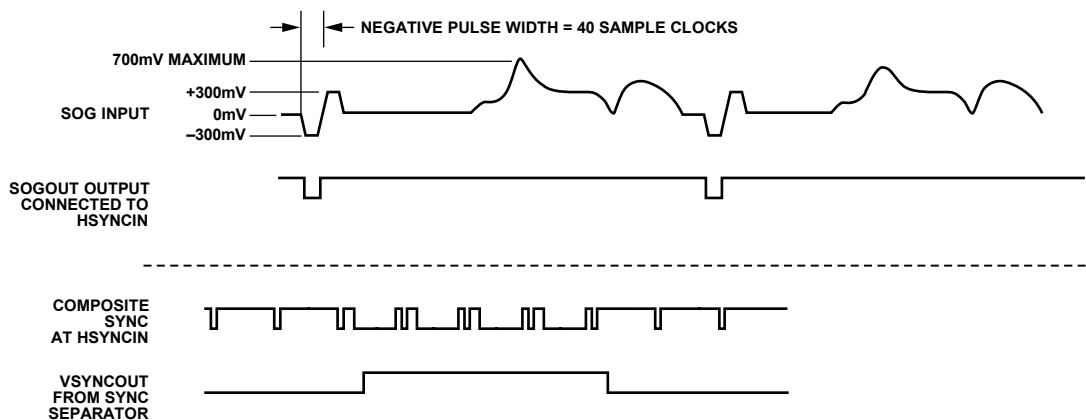 NEGATIVE PULSE WIDTH = 40 SAMPLE CLOCKS
700mV MAXIMUM
+300mV
SOG INPUT
0mV
–300mV
SOGOUT OUTPUT
CONNECTED TO
HSYNCIN
COMPOSITE
SYNC
AT HSYNCIN
VSYNCOUT
FROM SYNC
SEPARATOR